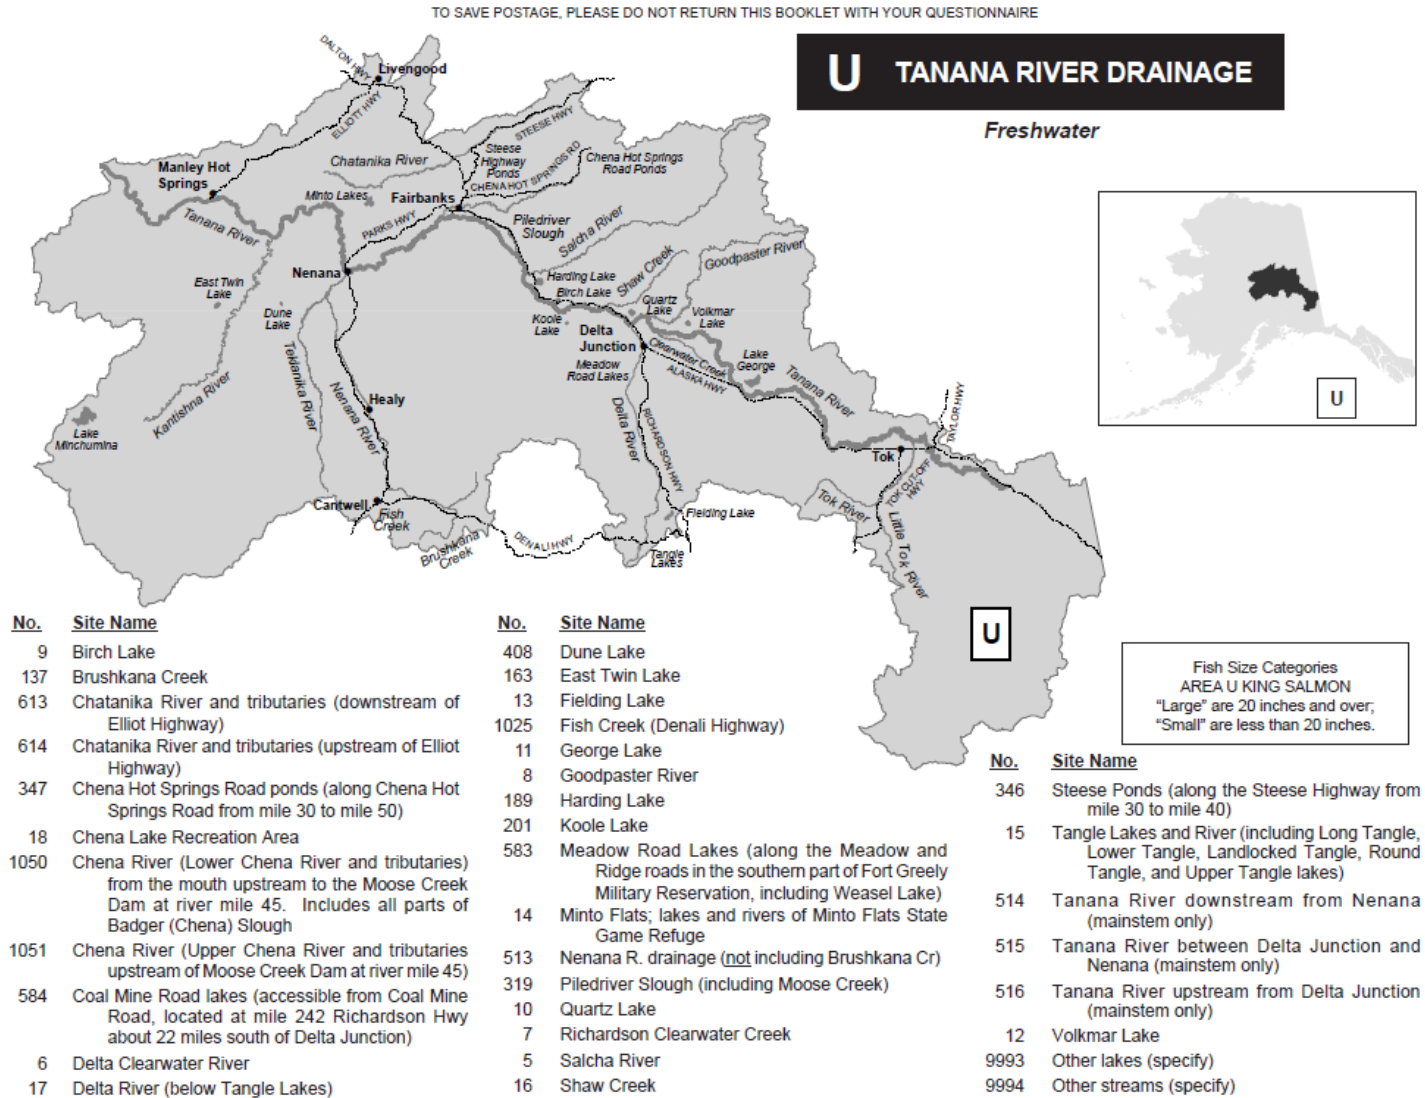 TO SAVE POSTAGE, PLEASE DO NOT RETURN THIS BOOKLET WITH YOUR QUESTIONNAIRE
U TANANA RIVER DRAINAGE
Freshwater
DALTON HWY
Livengood
ELLIOTT HWY
STEESE HWY
Steese
Highway
Ponds
Chena Hot Springs
Road Ponds
CHENA HOT SPRINGS RD
Chatanika River
Manley Hot
Springs
Minto Lakes
Fairbanks
PARKS HWY
Tanana River
Piledriver
Slough
Salcha River
Shaw Creek
Goodpaster River
Nenana
East Twin
Lake
Dune
Lake
Harding Lake
Birch Lake
Quartz
Lake
Volkmar
Lake
Koole
Lake
Delta
Junction
Clearwater Creek
Lake
George
Meadow
Road Lakes
ALASKA HWY
Tanana River
Teklanika River
Nenana River
Kantishna River
Healy
Lake
Minchumina
Delta River
RICHARDSON HWY
TAYLOR HWY
Tok
TOK CUT-OFF
HWY
Tok River
Little Tok River
Cantwell
Fish
Creek
Brushkana
Creek
DENALI HWY
Fielding Lake
Tangle
Lakes
U
U
Fish Size Categories
AREA U KING SALMON
“Large” are 20 inches and over;
“Small” are less than 20 inches.
No. Site Name
9 Birch Lake
137 Brushkana Creek
613 Chatanika River and tributaries (downstream of
Elliot Highway)
614 Chatanika River and tributaries (upstream of Elliot
Highway)
347 Chena Hot Springs Road ponds (along Chena Hot
Springs Road from mile 30 to mile 50)
18 Chena Lake Recreation Area
1050 Chena River (Lower Chena River and tributaries)
from the mouth upstream to the Moose Creek
Dam at river mile 45. Includes all parts of
Badger (Chena) Slough
1051 Chena River (Upper Chena River and tributaries
upstream of Moose Creek Dam at river mile 45)
584 Coal Mine Road lakes (accessible from Coal Mine
Road, located at mile 242 Richardson Hwy
about 22 miles south of Delta Junction)
6 Delta Clearwater River
17 Delta River (below Tangle Lakes)
No. Site Name
408 Dune Lake
163 East Twin Lake
13 Fielding Lake
1025 Fish Creek (Denali Highway)
11 George Lake
8 Goodpaster River
189 Harding Lake
201 Koole Lake
583 Meadow Road Lakes (along the Meadow and
Ridge roads in the southern part of Fort Greely
Military Reservation, including Weasel Lake)
14 Minto Flats; lakes and rivers of Minto Flats State
Game Refuge
513 Nenana R. drainage (not including Brushkana Cr)
319 Piledriver Slough (including Moose Creek)
10 Quartz Lake
7 Richardson Clearwater Creek
5 Salcha River
16 Shaw Creek
No. Site Name
346 Steese Ponds (along the Steese Highway from
mile 30 to mile 40)
15 Tangle Lakes and River (including Long Tangle,
Lower Tangle, Landlocked Tangle, Round
Tangle, and Upper Tangle lakes)
514 Tanana River downstream from Nenana
(mainstem only)
515 Tanana River between Delta Junction and
Nenana (mainstem only)
516 Tanana River upstream from Delta Junction
(mainstem only)
12 Volkmar Lake
9993 Other lakes (specify)
9994 Other streams (specify)